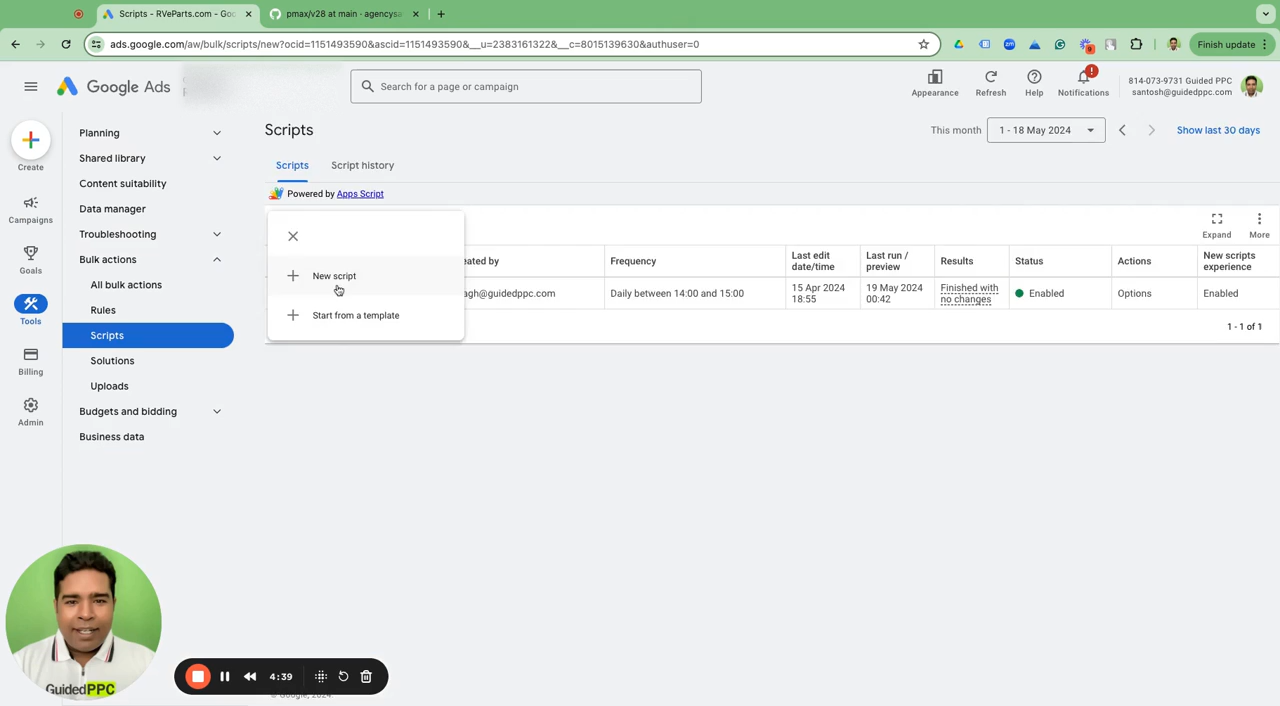 Scripts - RVeParts.com - Goo
pmax/v28 at main · agencysa
ads.google.com/aw/bulk/scripts/new?ocid=1151493590&ascid=1151493590&__u=2383161322&__c=8015139630&authuser=0
Finish update
Google Ads
Search for a page or campaign
Appearance
Refresh
Help
Notifications
814-073-9731 Guided PPC
santosh@guidedppc.com
Create
Campaigns
Goals
Tools
Billing
Admin
Planning
Shared library
Content suitability
Data manager
Troubleshooting
Bulk actions
All bulk actions
Rules
Scripts
Solutions
Uploads
Budgets and bidding
Business data
Scripts
This month
1 - 18 May 2024
Show last 30 days
Scripts
Script history
Powered by Apps Script
Expand
More
New script
Start from a template
ated by
Frequency
Last edit date/time
Last run / preview
Results
Status
Actions
New scripts experience
agh@guidedppc.com
Daily between 14:00 and 15:00
15 Apr 2024 18:55
19 May 2024 00:42
Finished with no changes
Enabled
Options
Enabled
1 - 1 of 1
GuidedPPC
4:39
© Google, 2024.